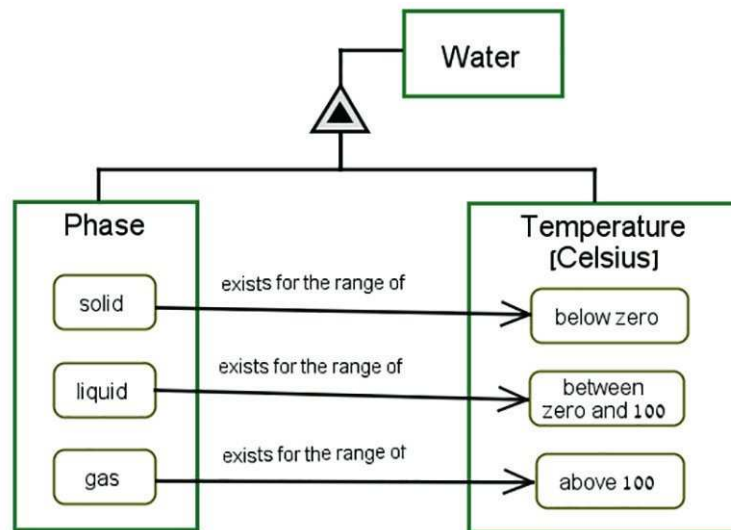 Water
Phase
Temperature
[Celsius]
solid
exists for the range of
below zero
liquid
exists for the range of
between
zero and 100
gas
exists for the range of
above 100